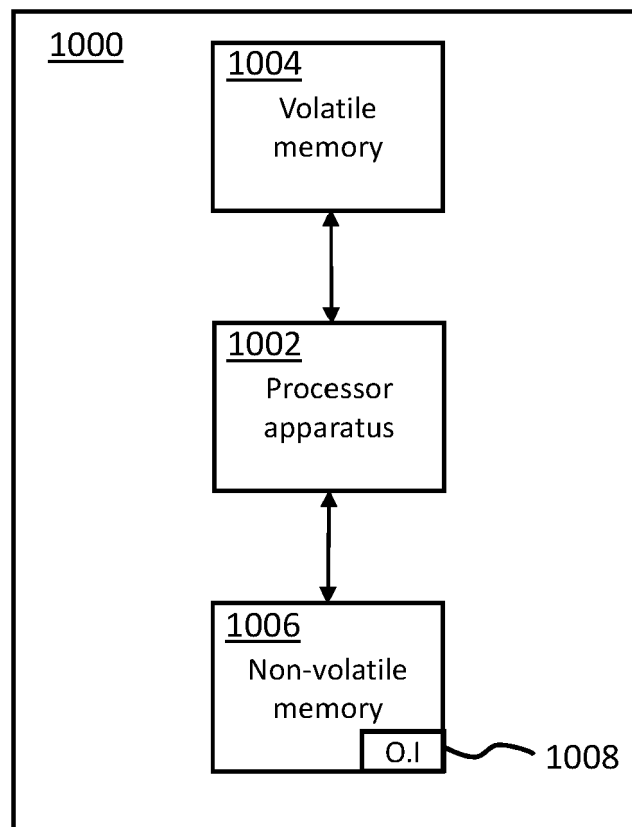 1000
1004
Volatile
memory
1002
Processor
apparatus
1006
Non-volatile
memory
O.I
1008